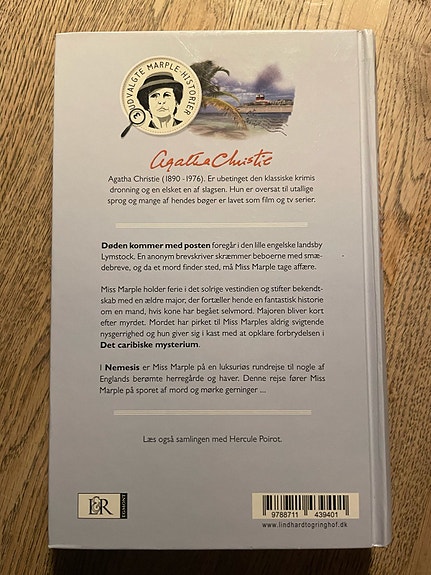 3 UDVALGTE MARPLE-HISTORIER
Agatha Christie
Agatha Christie (1890 -1976). Er ubetinget den klassiske krimis
dronning og en elsket en af slagsen. Hun er oversat til utallige
sprog og mange af hendes bøger er lavet som film og tv serier.
Døden kommer med posten foregår i den lille engelske landsby
Lymstock. En anonym brevskriver skræmmer beboerne med smæ-
debreve, og da et mord finder sted, må Miss Marple tage affære.
Miss Marple holder ferie i det solrige vestindien og stifter bekendt-
skab med en ældre major, der fortæller hende en fantastisk historie
om en mand, hvis kone har begået selvmord. Majoren bliver kort
efter myrdet. Mordet har pirket til Miss Marples aldrig svigtende
nysgerrighed og hun giver sig i kast med at opklare forbrydelsen i
Det caribiske mysterium.
I Nemesis er Miss Marple på en luksuriøs rundrejse til nogle af
Englands berømte herregårde og haver. Denne rejse fører Miss
Marple på sporet af mord og mørke gerninger ...
Læs også samlingen med Hercule Poirot.
L&R
EGMONT
9788711 439401
www.lindhardtogringhof.dk